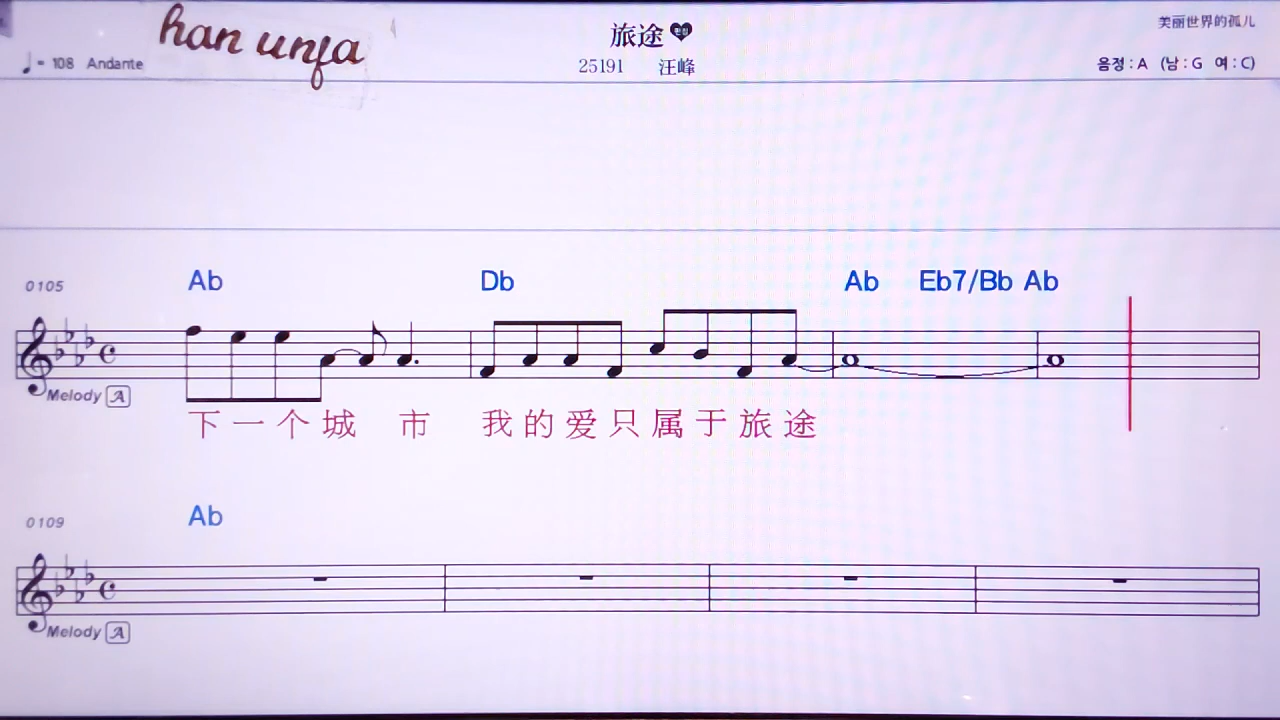 han unfa
旅途
美丽世界的孤儿
♩= 108 Andante
25191 汪峰
음정 : A (남 : G 여 : C)
0105
Ab Db Ab Eb7/Bb Ab
Melody A
下一个城 市 我的爱只属于旅途
0109
Ab
Melody A